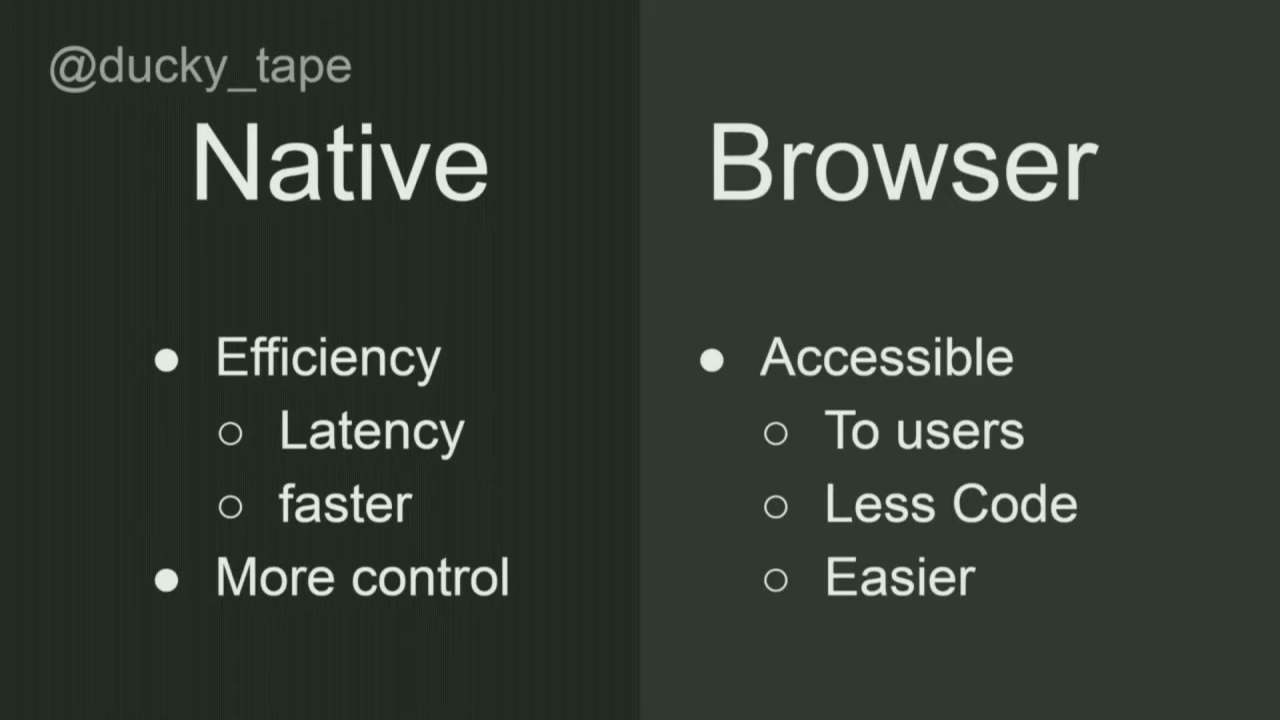 @ducky_tape
Native
● Efficiency
○ Latency
○ faster
● More control
Browser
● Accessible
○ To users
○ Less Code
○ Easier